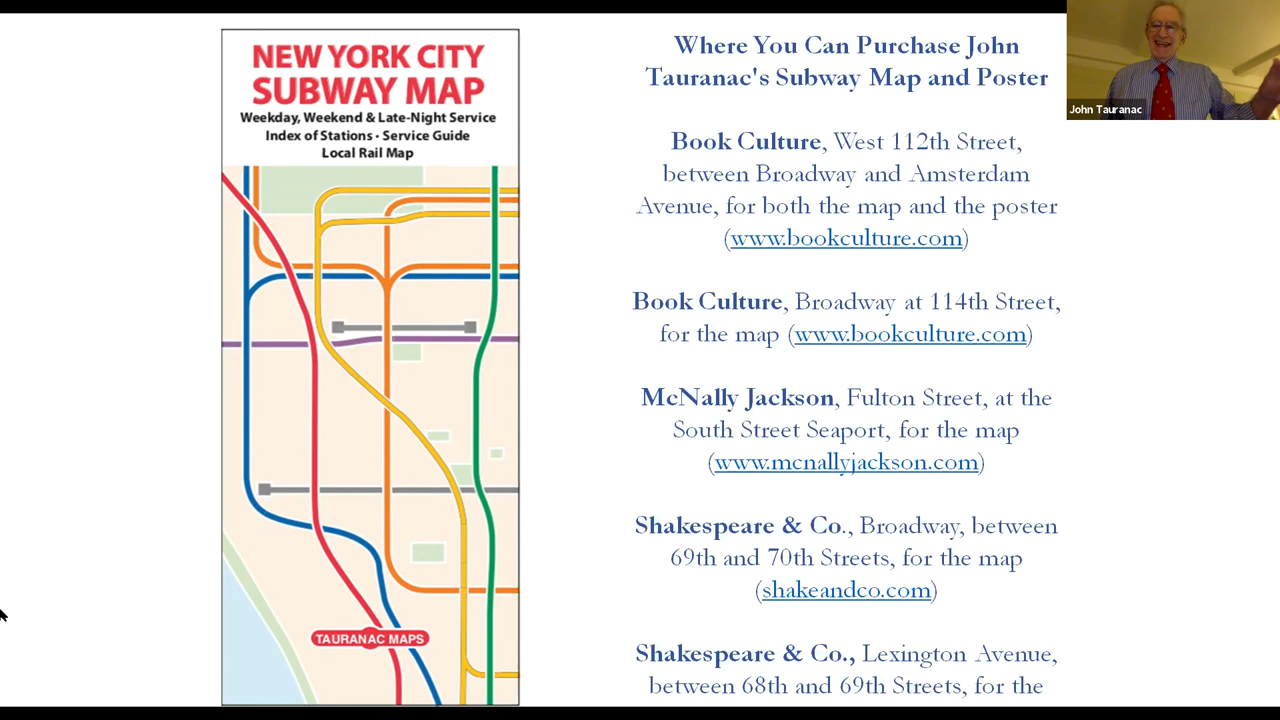 NEW YORK CITY
SUBWAY MAP
Weekday, Weekend & Late-Night Service
Index of Stations • Service Guide
Local Rail Map
TAURANAC MAPS
Where You Can Purchase John
Tauranac's Subway Map and Poster
Book Culture, West 112th Street,
between Broadway and Amsterdam
Avenue, for both the map and the poster
(www.bookculture.com)
Book Culture, Broadway at 114th Street,
for the map (www.bookculture.com)
McNally Jackson, Fulton Street, at the
South Street Seaport, for the map
(www.mcnallyjackson.com)
Shakespeare & Co., Broadway, between
69th and 70th Streets, for the map
(shakeandco.com)
Shakespeare & Co., Lexington Avenue,
between 68th and 69th Streets, for the
John Tauranac